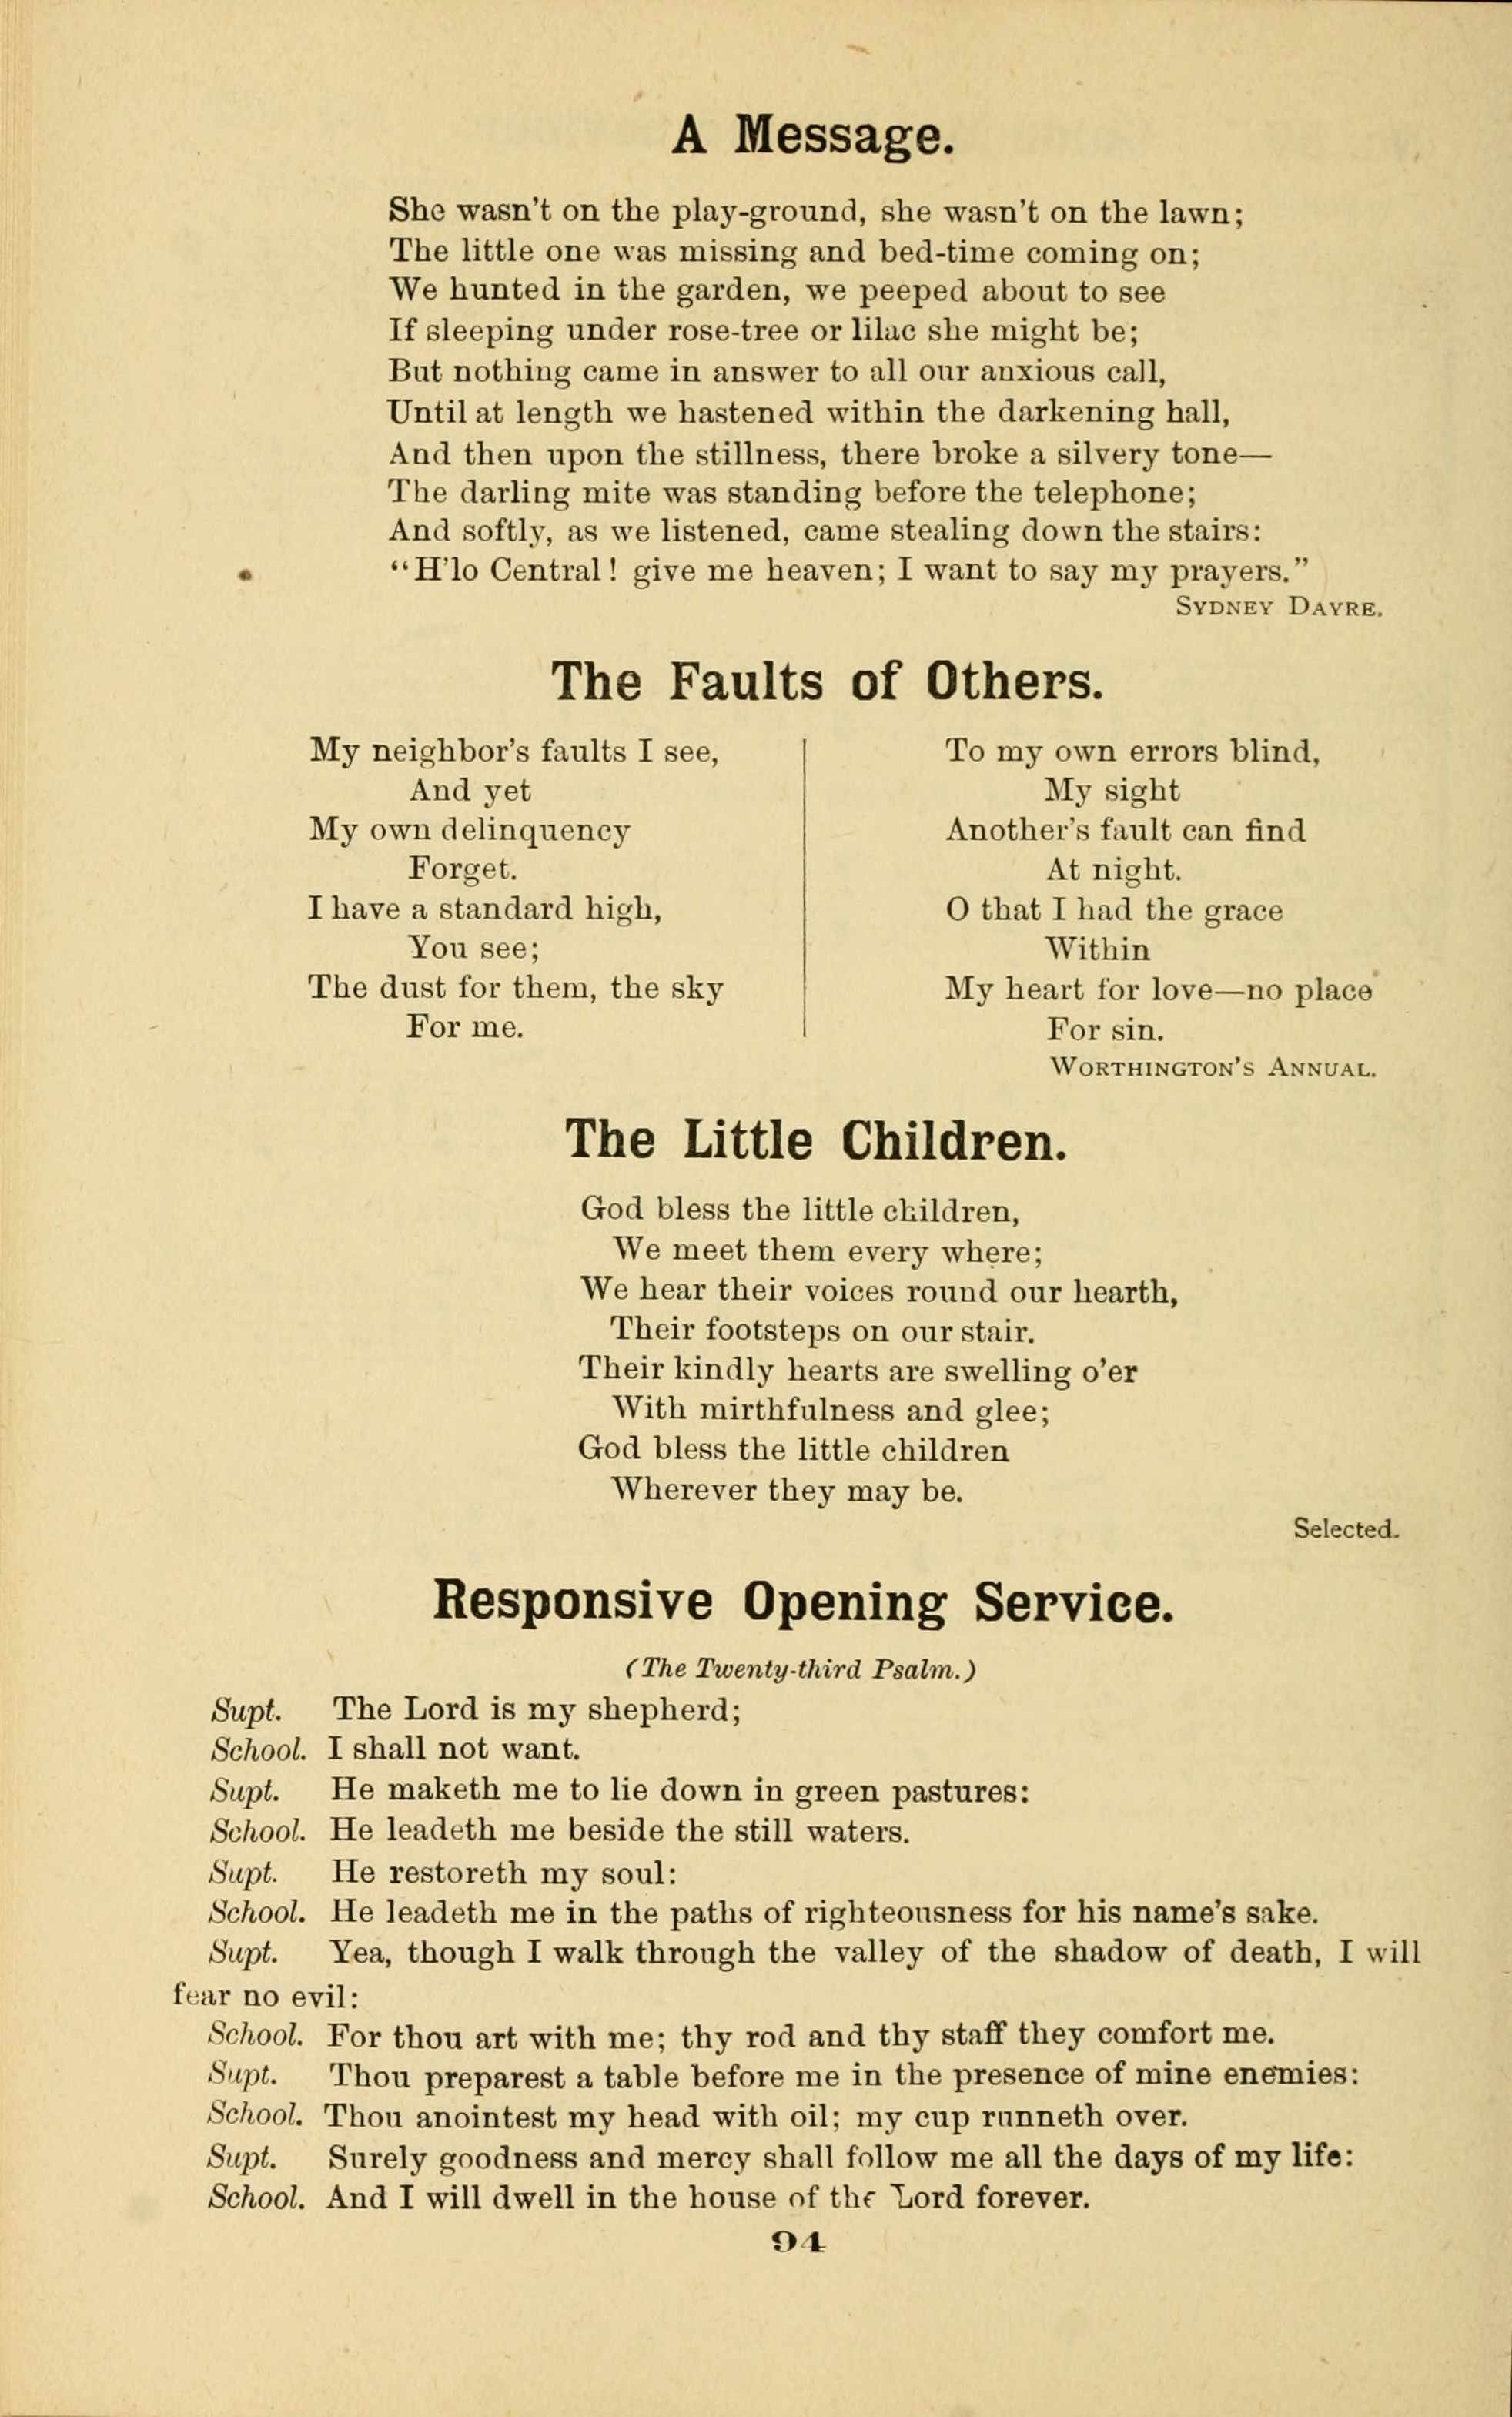 A Message.
She wasn't on the play-ground, she wasn't on the lawn;
The little one was missing and bed-time coming on;
We hunted in the garden, we peeped about to see
If sleeping under rose-tree or lilac she might be;
But nothing came in answer to all our anxious call,
Until at length we hastened within the darkening hall,
And then upon the stillness, there broke a silvery tone—
The darling mite was standing before the telephone;
And softly, as we listened, came stealing down the stairs:
"H'lo Central! give me heaven; I want to say my prayers."
SYDNEY DAYRE.
The Faults of Others.
My neighbor's faults I see,
And yet
My own delinquency
Forget.
I have a standard high,
You see;
The dust for them, the sky
For me.
To my own errors blind,
My sight
Another's fault can find
At night.
O that I had the grace
Within
My heart for love—no place
For sin.
WORTHINGTON'S ANNUAL.
The Little Children.
God bless the little children,
We meet them every where;
We hear their voices round our hearth,
Their footsteps on our stair.
Their kindly hearts are swelling o'er
With mirthfulness and glee;
God bless the little children
Wherever they may be.
Selected.
Responsive Opening Service.
(The Twenty-third Psalm.)
Supt. The Lord is my shepherd;
School. I shall not want.
Supt. He maketh me to lie down in green pastures:
School. He leadeth me beside the still waters.
Supt. He restoreth my soul:
School. He leadeth me in the paths of righteousness for his name's sake.
Supt. Yea, though I walk through the valley of the shadow of death, I will
fear no evil:
School. For thou art with me; thy rod and thy staff they comfort me.
Supt. Thou preparest a table before me in the presence of mine enemies:
School. Thou anointest my head with oil; my cup runneth over.
Supt. Surely goodness and mercy shall follow me all the days of my life:
School. And I will dwell in the house of the Lord forever.
94